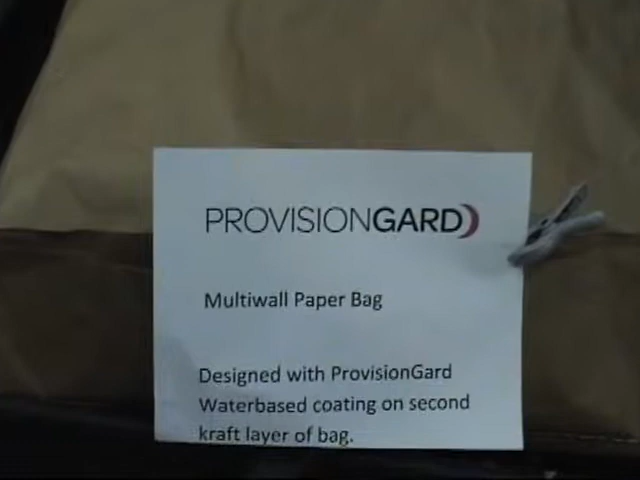 PROVISIONGARD
Multiwall Paper Bag
Designed with ProvisionGard
Waterbased coating on second
kraft layer of bag.